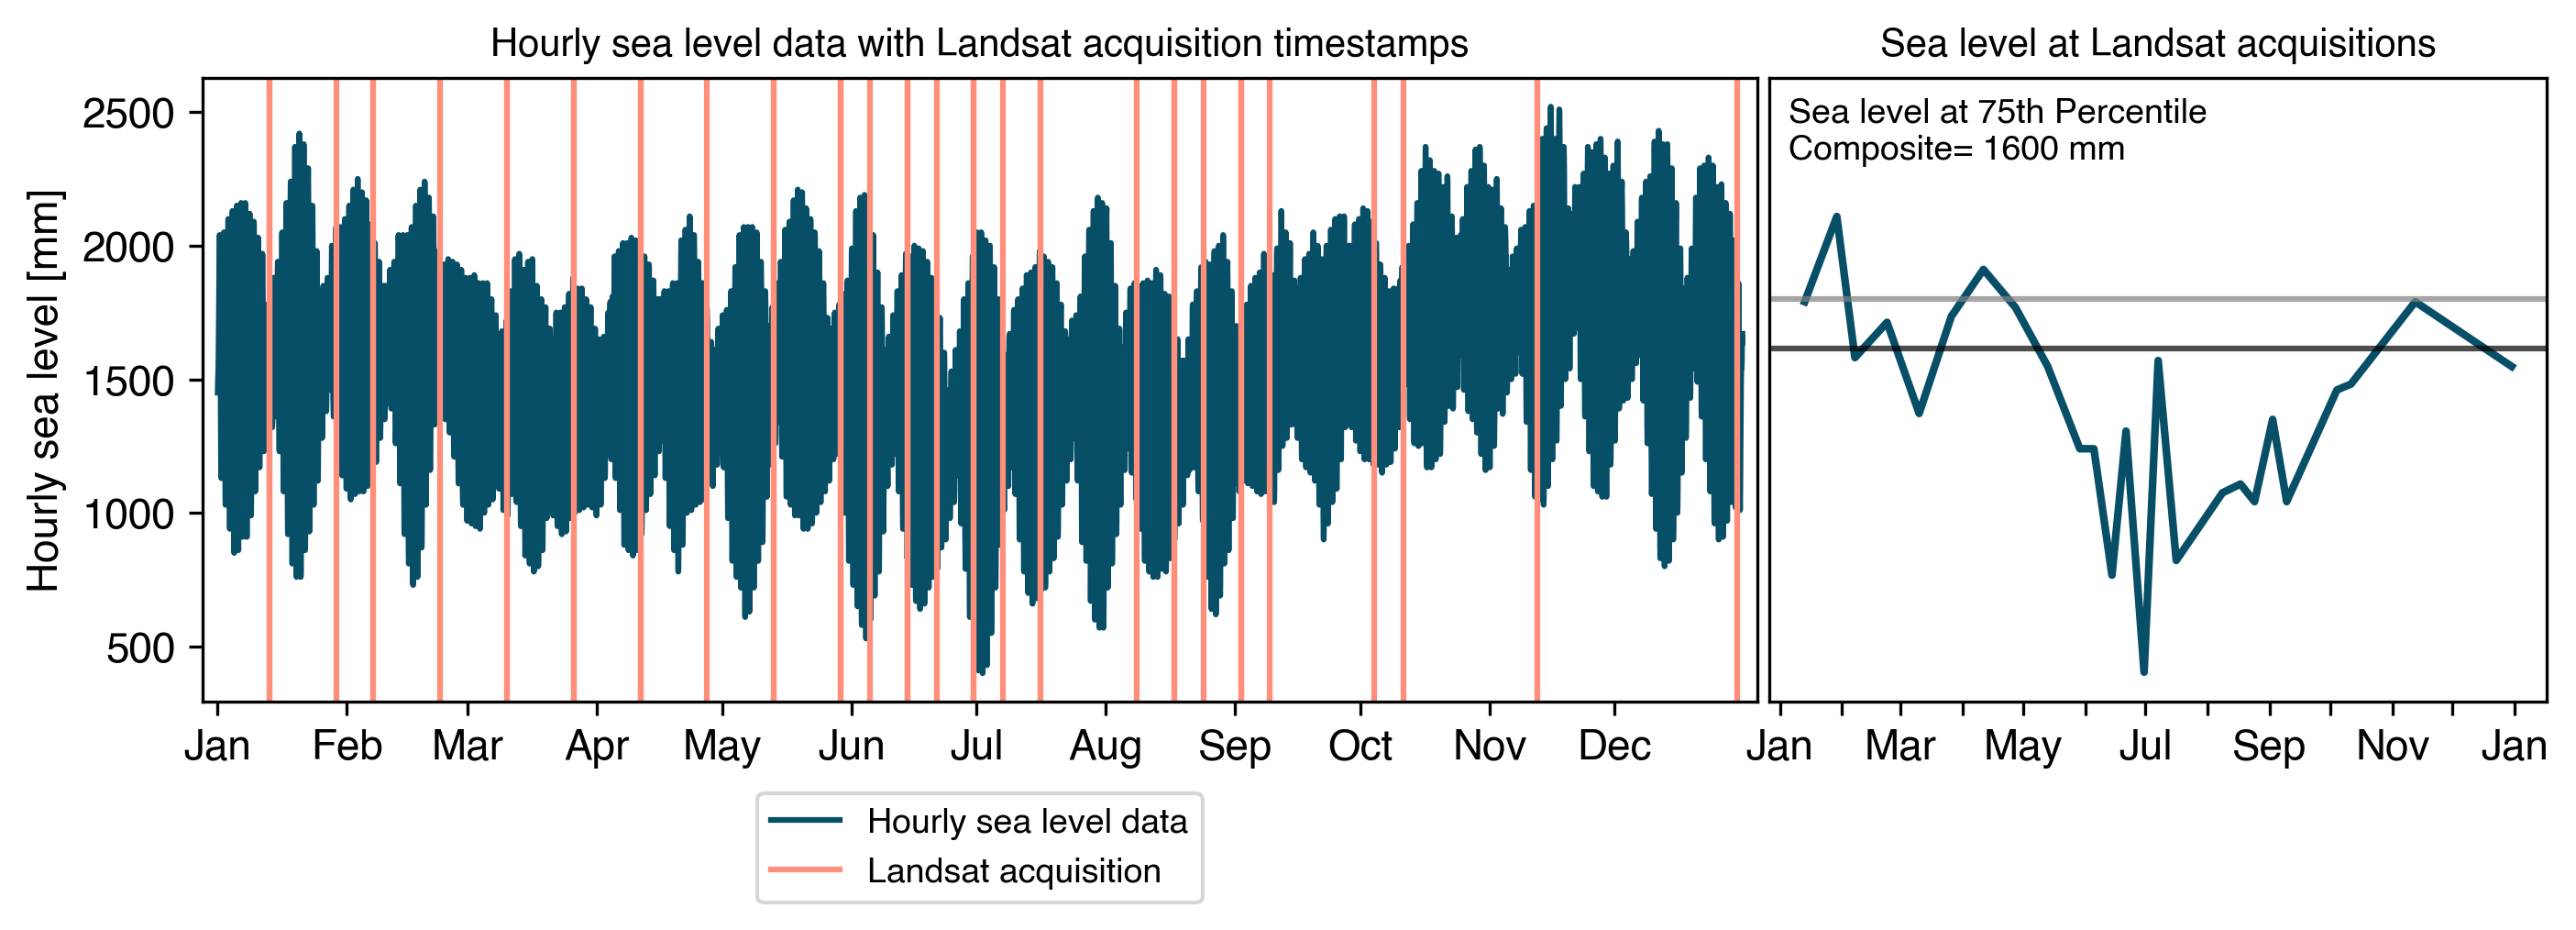 Hourly sea level data with Landsat acquisition timestamps
Sea level at Landsat acquisitions
Hourly sea level [mm]
2500
2000
1500
1000
500
Sea level at 75th Percentile
Composite= 1600 mm
Jan Feb Mar Apr May Jun Jul Aug Sep Oct Nov Dec
Jan Mar May Jul Sep Nov Jan
Hourly sea level data
Landsat acquisition